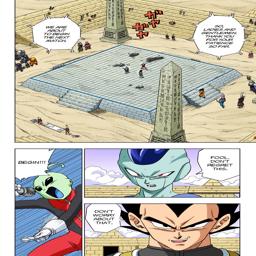 WE ARE
ABOUT
TO BEGIN
THE NEXT
MATCH.
SO,
LADIES AND
GENTLEMEN,
THANK YOU
FOR YOUR
PATIENCE
SO FAR.
BEGIN!!!
FOOL.
DON'T
REGRET
THIS.
DON'T
WORRY
ABOUT
THAT.